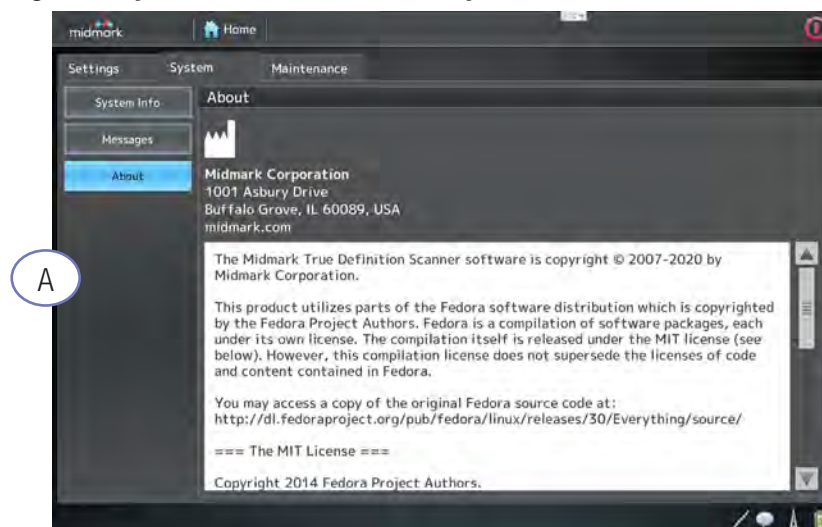 midmark
Home
Settings System Maintenance
System Info
About
Messages
About
Midmark Corporation
1001 Asbury Drive
Buffalo Grove, IL 60089, USA
midmark.com
A
The Midmark True Definition Scanner software is copyright © 2007-2020 by
Midmark Corporation.
This product utilizes parts of the Fedora software distribution which is copyrighted
by the Fedora Project Authors. Fedora is a compilation of software packages, each
under its own license. The compilation itself is released under the MIT license (see
below). However, this compilation license does not supersede the licenses of code
and content contained in Fedora.
You may access a copy of the original Fedora source code at:
http://dl.fedoraproject.org/pub/fedora/linux/releases/30/Everything/source/
=== The MIT License ===
Copyright 2014 Fedora Project Authors.